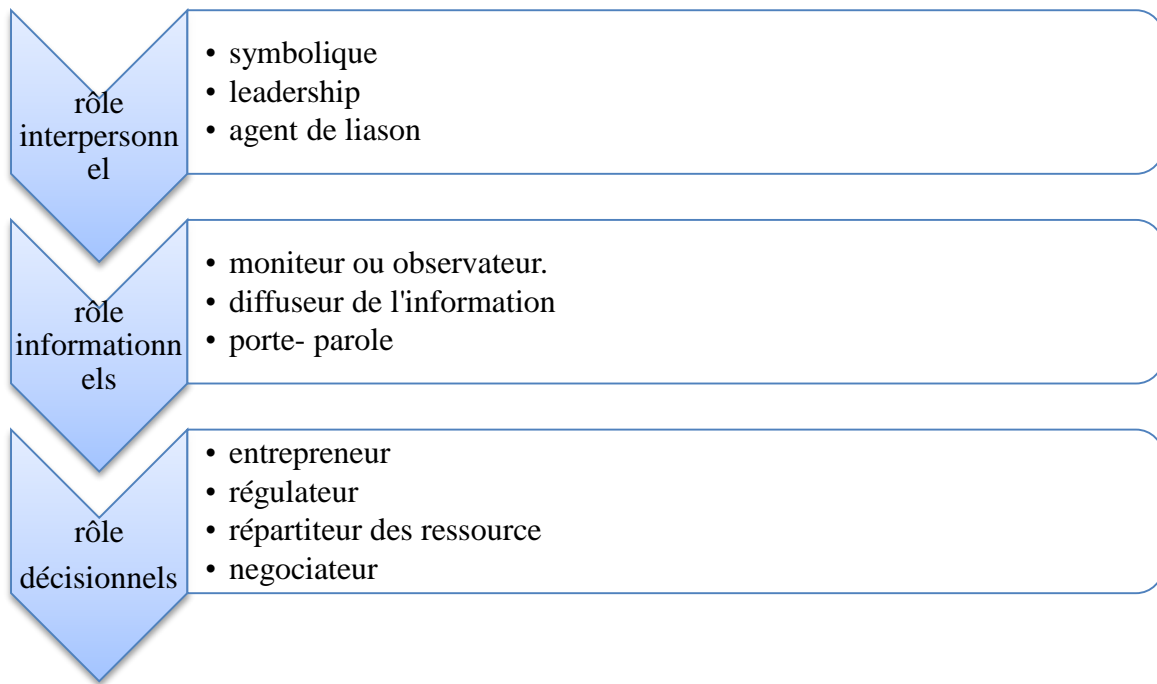 rôle
interpersonn
el
• symbolique
• leadership
• agent de liason
rôle
informationn
els
• moniteur ou observateur.
• diffuseur de l'information
• porte- parole
rôle
décisionnels
• entrepreneur
• régulateur
• répartiteur des ressource
• negociateur